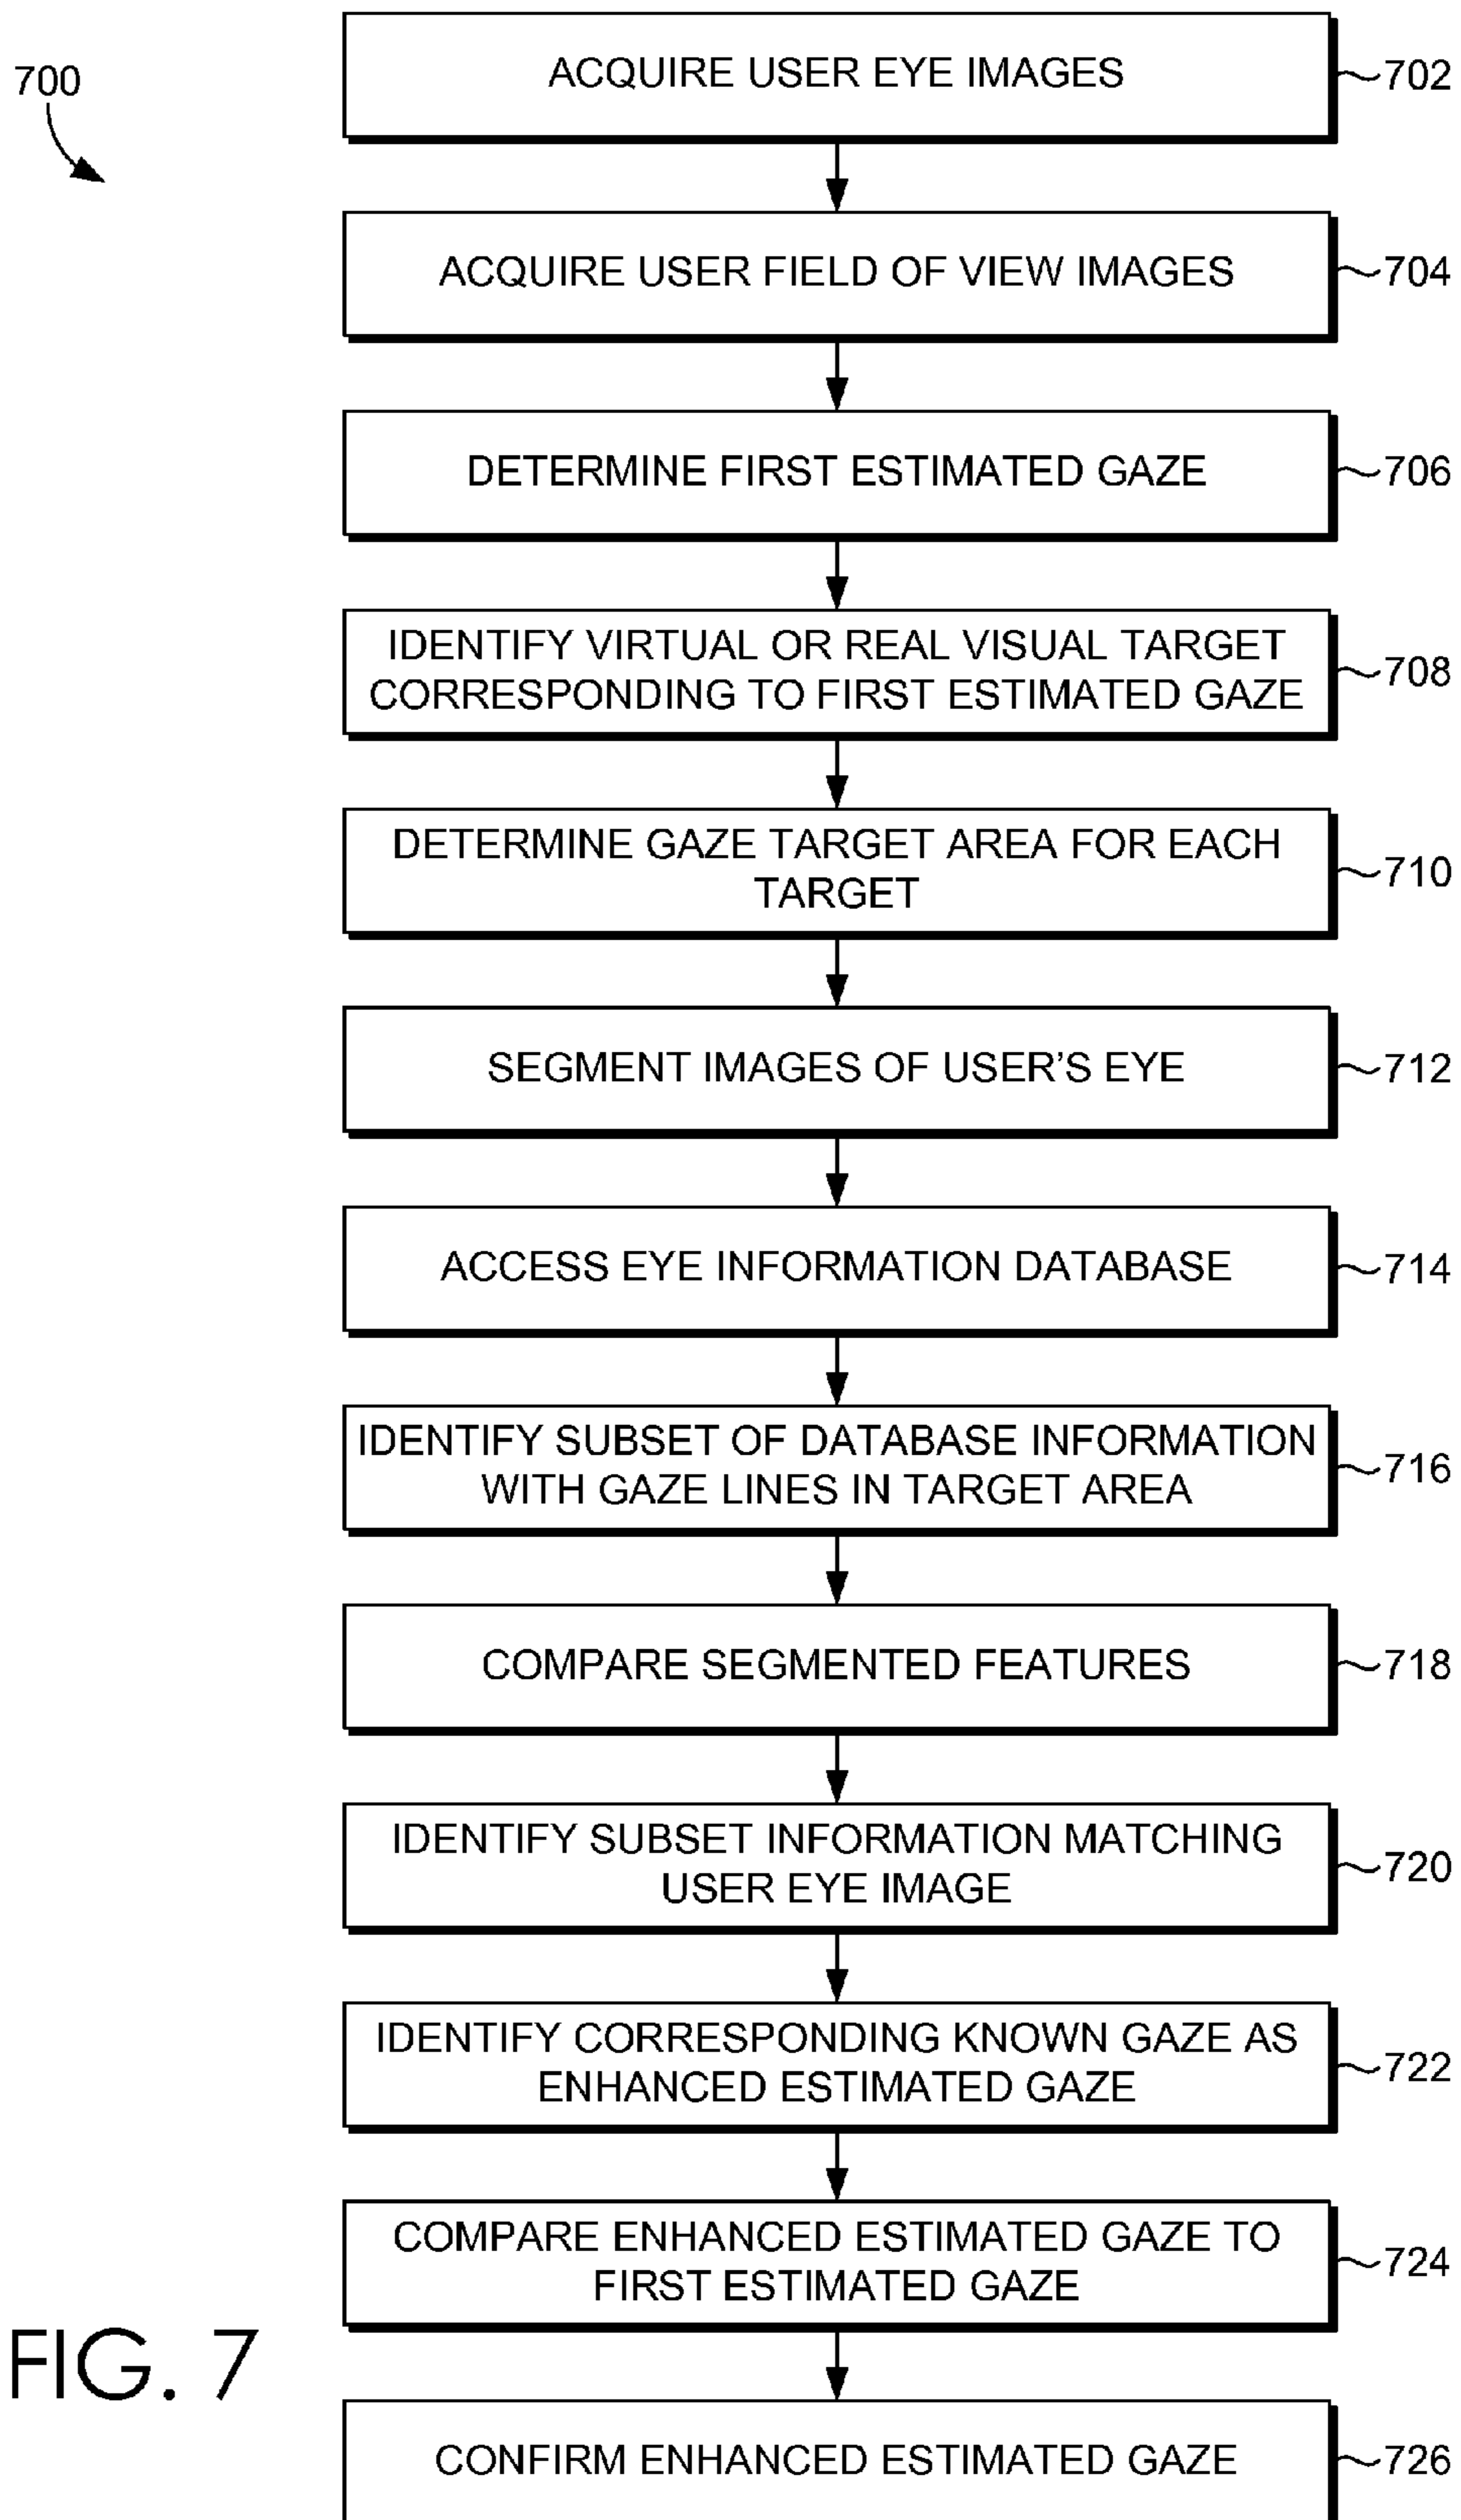 700
ACQUIRE USER EYE IMAGES
702
ACQUIRE USER FIELD OF VIEW IMAGES
704
DETERMINE FIRST ESTIMATED GAZE
706
IDENTIFY VIRTUAL OR REAL VISUAL TARGET
CORRESPONDING TO FIRST ESTIMATED GAZE
708
DETERMINE GAZE TARGET AREA FOR EACH
TARGET
710
SEGMENT IMAGES OF USER'S EYE
712
ACCESS EYE INFORMATION DATABASE
714
IDENTIFY SUBSET OF DATABASE INFORMATION
WITH GAZE LINES IN TARGET AREA
716
COMPARE SEGMENTED FEATURES
718
IDENTIFY SUBSET INFORMATION MATCHING
USER EYE IMAGE
720
IDENTIFY CORRESPONDING KNOWN GAZE AS
ENHANCED ESTIMATED GAZE
722
COMPARE ENHANCED ESTIMATED GAZE TO
FIRST ESTIMATED GAZE
724
CONFIRM ENHANCED ESTIMATED GAZE
726
FIG. 7